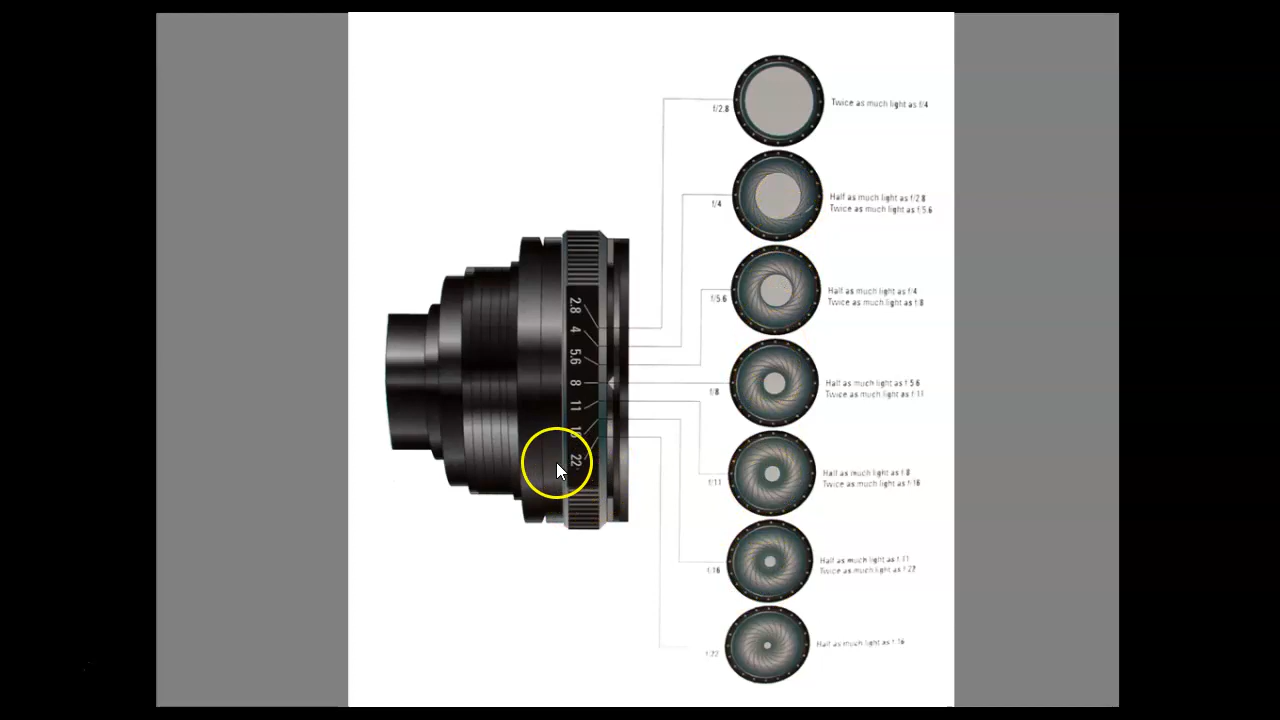 f/2.8
Twice as much light as f/4
f/4
Half as much light as f/2.8
Twice as much light as f/5.6
f/5.6
Half as much light as f/4
Twice as much light as f/8
2.8
4
5.6
8
11
16
22
f/8
Half as much light as f/5.6
Twice as much light as f/11
f/11
Half as much light as f/8
Twice as much light as f/16
f/16
Half as much light as f/11
Twice as much light as f/22
f/22
Half as much light as f/16